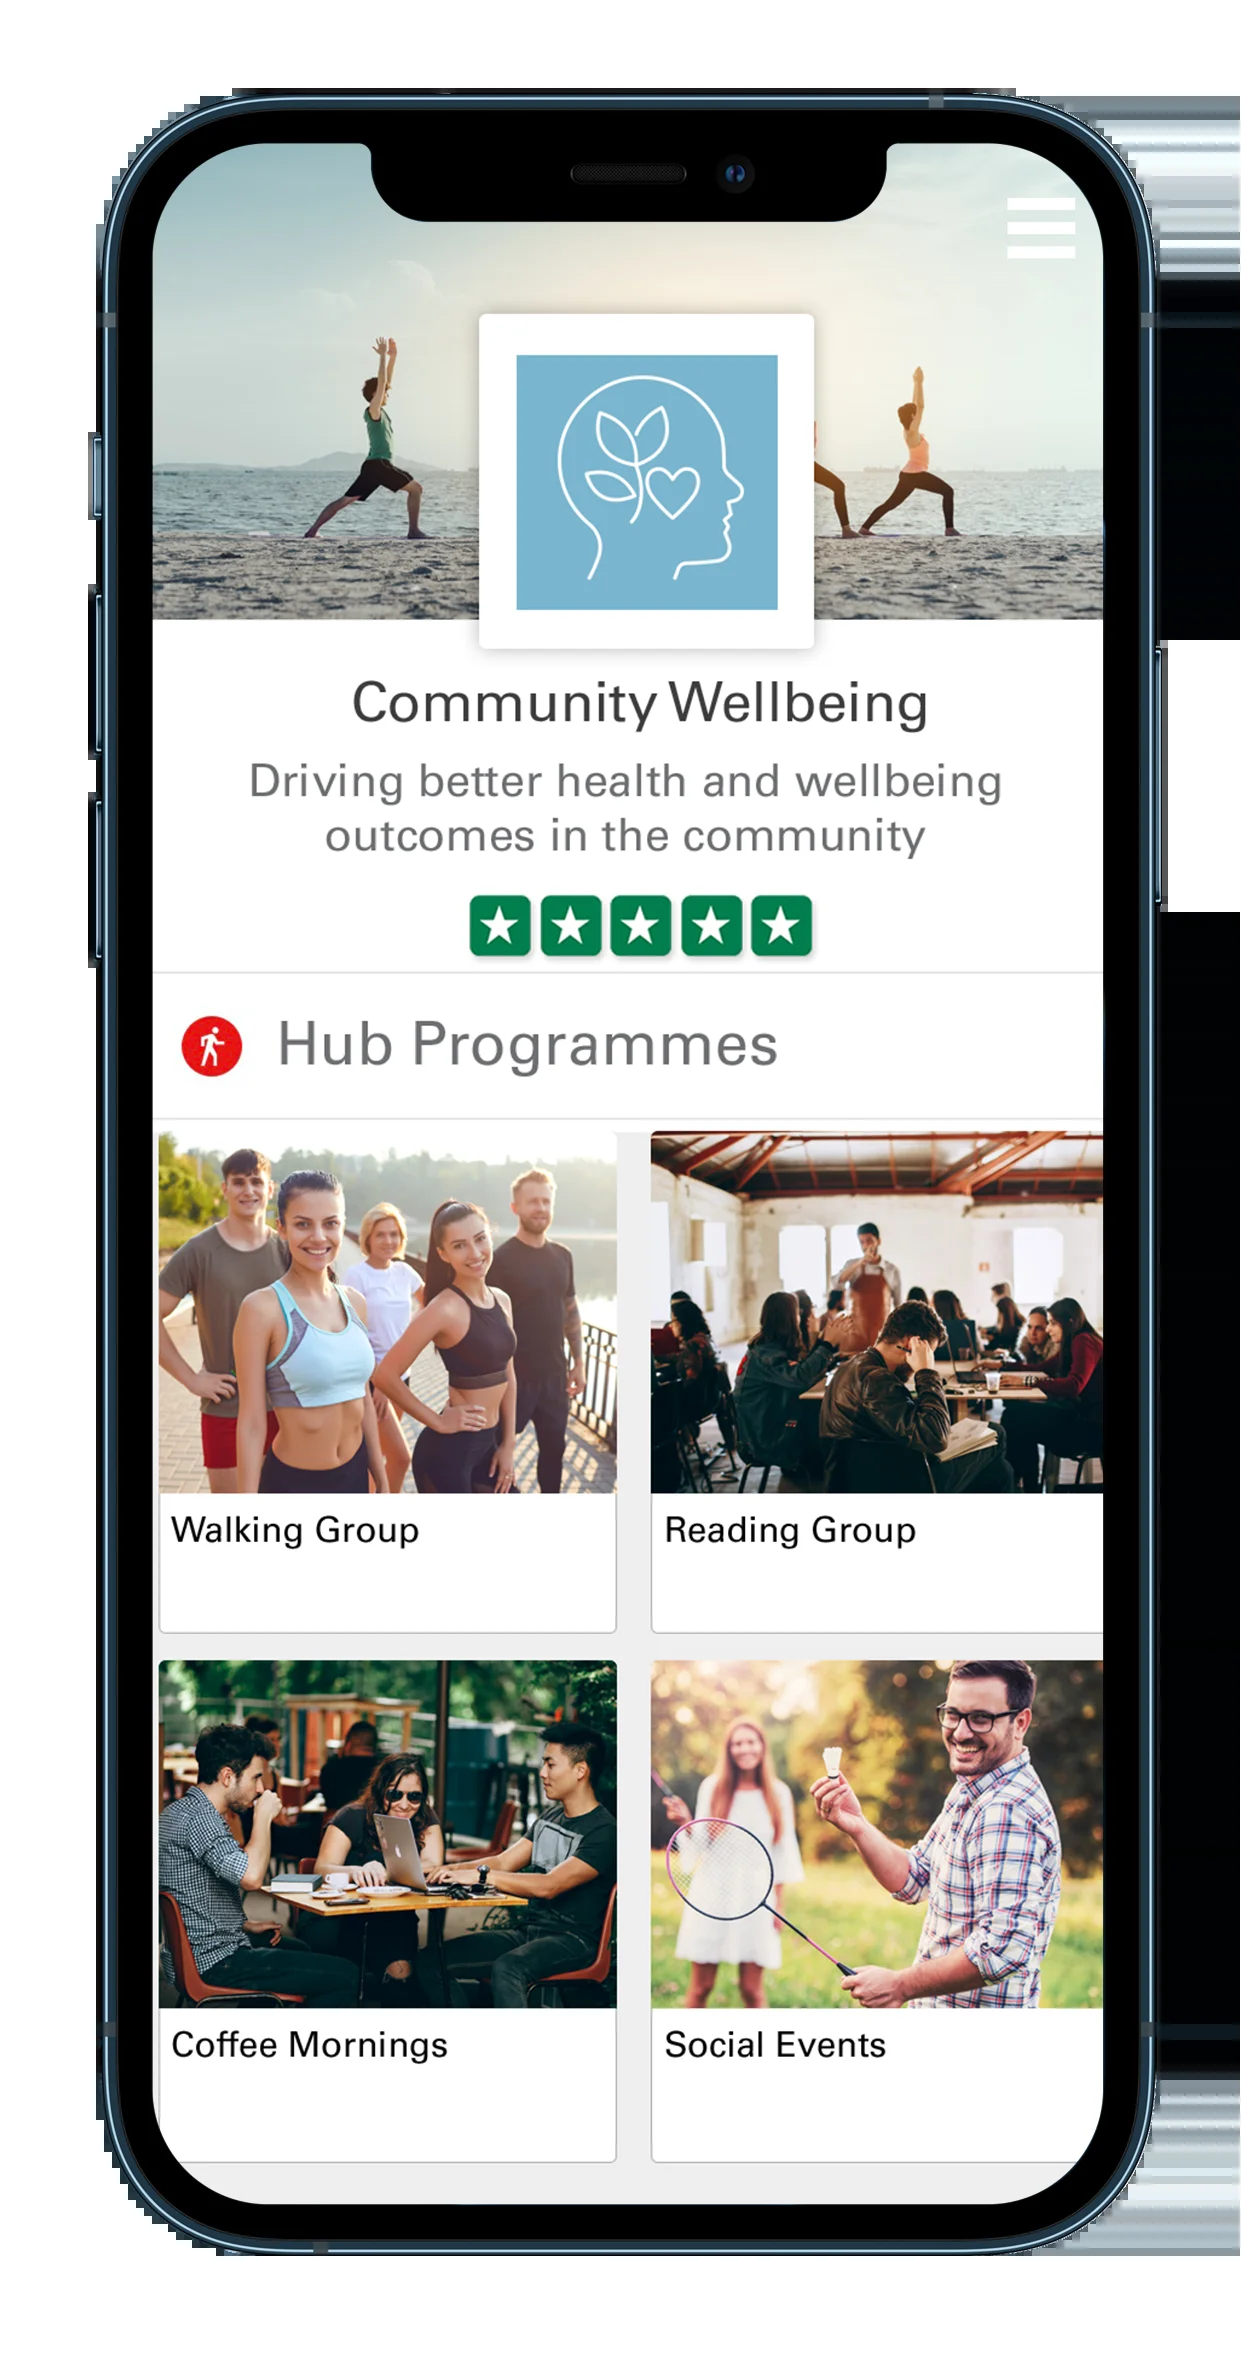 Community Wellbeing
Driving better health and wellbeing
outcomes in the community
Hub Programmes
Walking Group
Reading Group
Coffee Mornings
Social Events